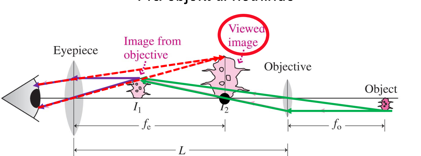 Viewed
image
Image from
objective
Eyepiece
Objective
Object
I₁
I₂
fₑ
fₒ
L